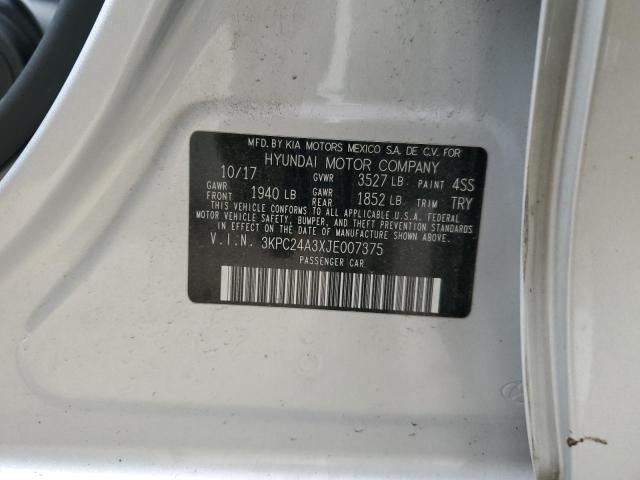 MFD. BY KIA MOTORS MEXICO S.A. DE C.V. FOR
HYUNDAI MOTOR COMPANY
10/17 GVWR 3527 LB PAINT 4SS
GAWR FRONT 1940 LB GAWR REAR 1852 LB TRIM TRY
THIS VEHICLE CONFORMS TO ALL APPLICABLE U.S.A. FEDERAL
MOTOR VEHICLE SAFETY, BUMPER, AND THEFT PREVENTION STANDARDS
IN EFFECT ON THE DATE OF MANUFACTURE SHOWN ABOVE.
V.I.N. 3KPC24A3XJE007375
PASSENGER CAR